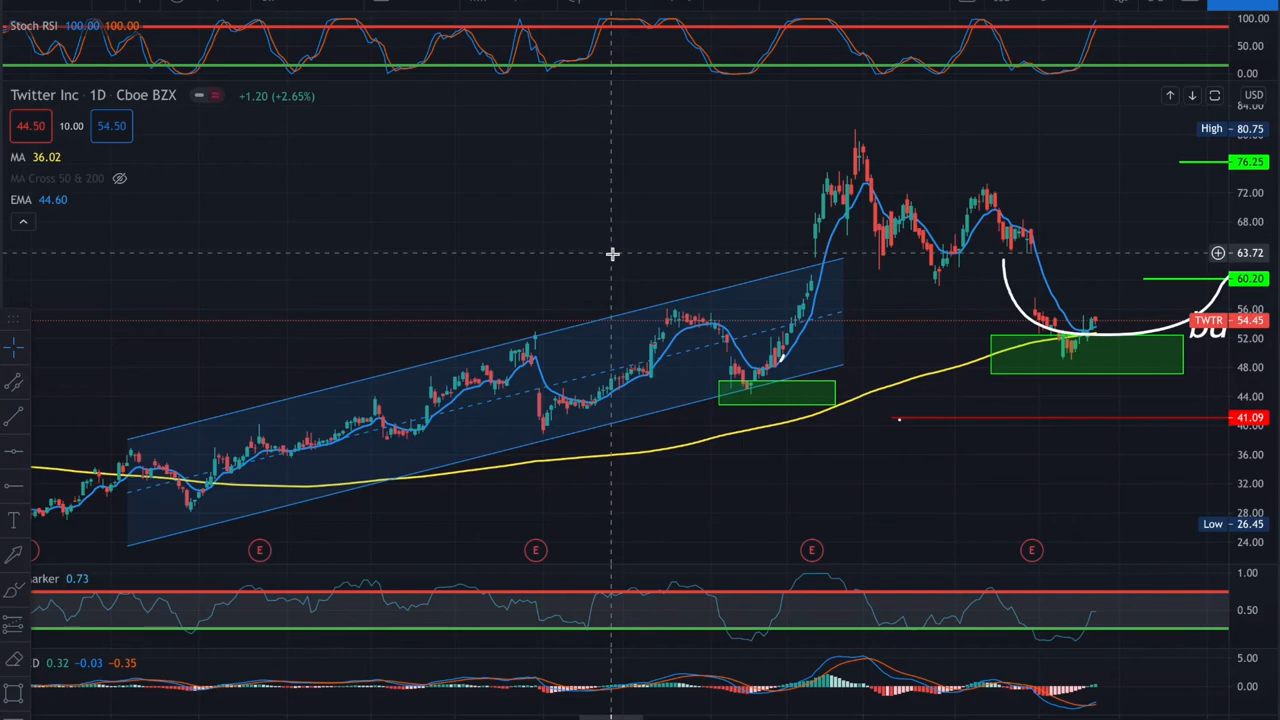 Stoch RSI 100.00 100.00
100.00
50.00
0.00
Twitter Inc · 1D · Cboe BZX +1.20 (+2.65%)
USD
84.00
44.50 10.00 54.50
High 80.75
MA 36.02
76.25
MA Cross 50 & 200
72.00
EMA 44.60
68.00
63.72
60.20
56.00
TWTR 54.45
52.00
48.00
44.00
41.09
40.00
36.00
32.00
28.00
Low 26.45
24.00
E E E E
arker 0.73
1.00
0.50
D 0.32 −0.03 −0.35
5.00
0.00